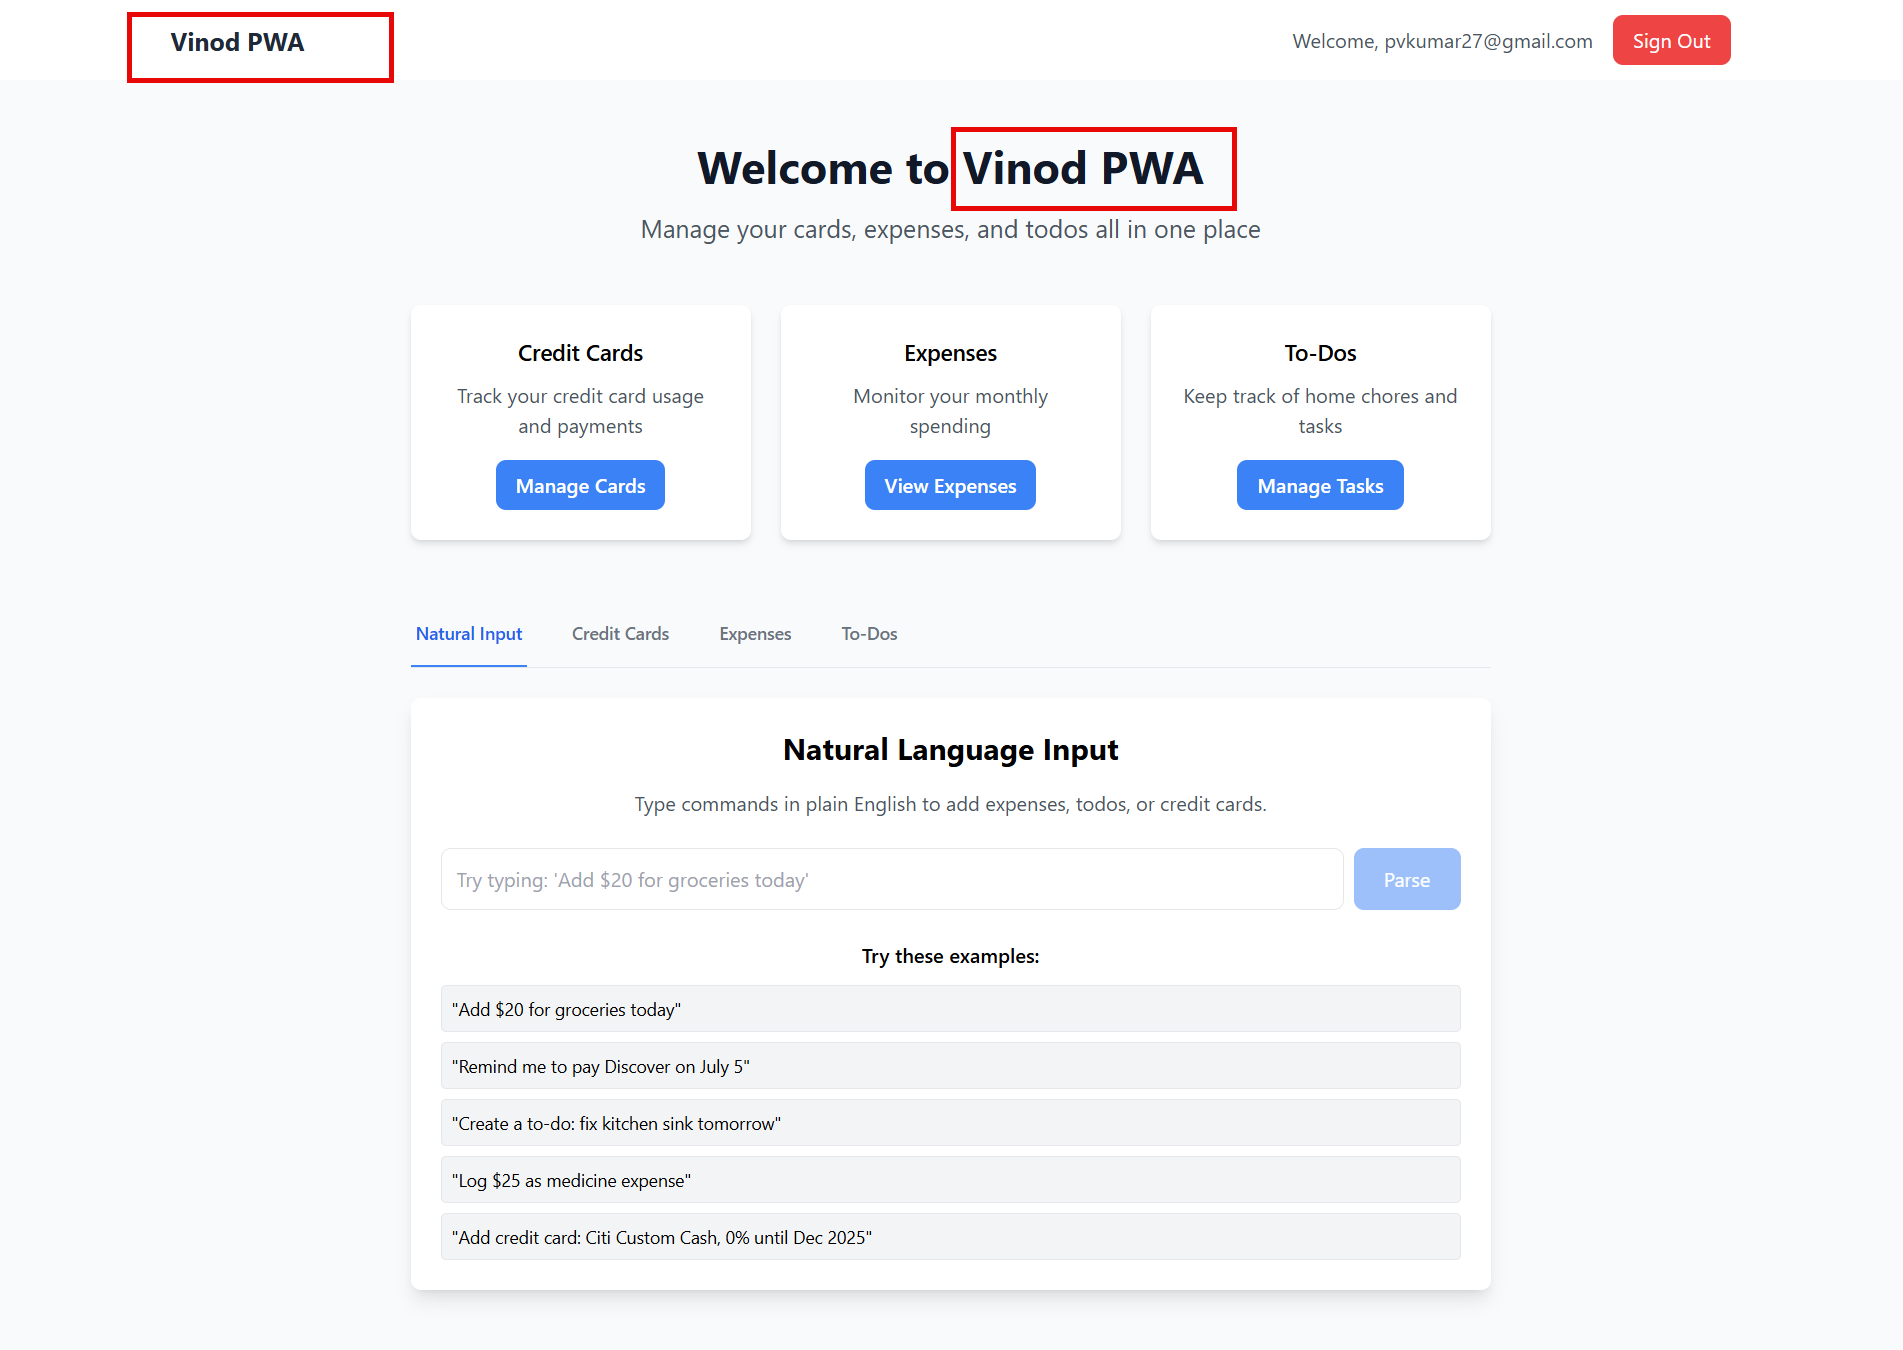 Vinod PWA
Welcome, pvkumar27@gmail.com
Sign Out
Welcome to Vinod PWA
Manage your cards, expenses, and todos all in one place
Credit Cards
Track your credit card usage
and payments
Manage Cards
Expenses
Monitor your monthly
spending
View Expenses
To-Dos
Keep track of home chores and
tasks
Manage Tasks
Natural Input
Credit Cards
Expenses
To-Dos
Natural Language Input
Type commands in plain English to add expenses, todos, or credit cards.
Try typing: 'Add $20 for groceries today'
Parse
Try these examples:
"Add $20 for groceries today"
"Remind me to pay Discover on July 5"
"Create a to-do: fix kitchen sink tomorrow"
"Log $25 as medicine expense"
"Add credit card: Citi Custom Cash, 0% until Dec 2025"